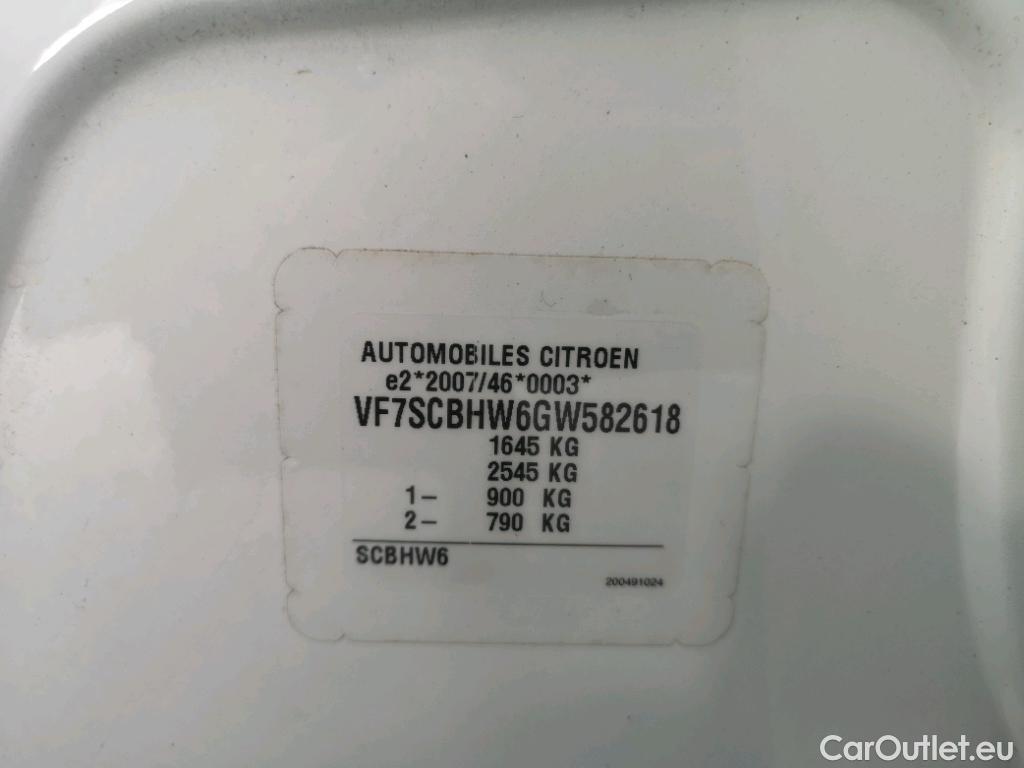 AUTOMOBILES CITROEN
e2*2007/46*0003*
VF7SCBHW6GW582618
1645 KG
2545 KG
1- 900 KG
2- 790 KG
SCBHW6
200491024
CarOutlet.eu